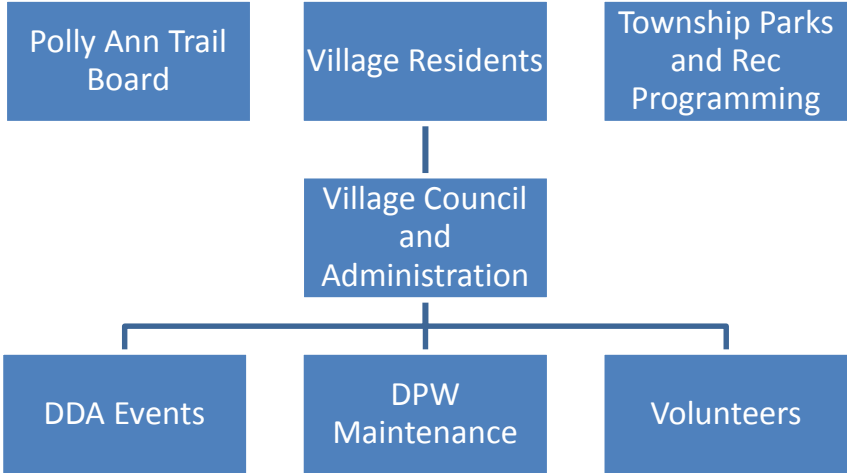 Polly Ann Trail
Board
Village Residents
Township Parks
and Rec
Programming
Village Council
and
Administration
DDA Events
DPW
Maintenance
Volunteers